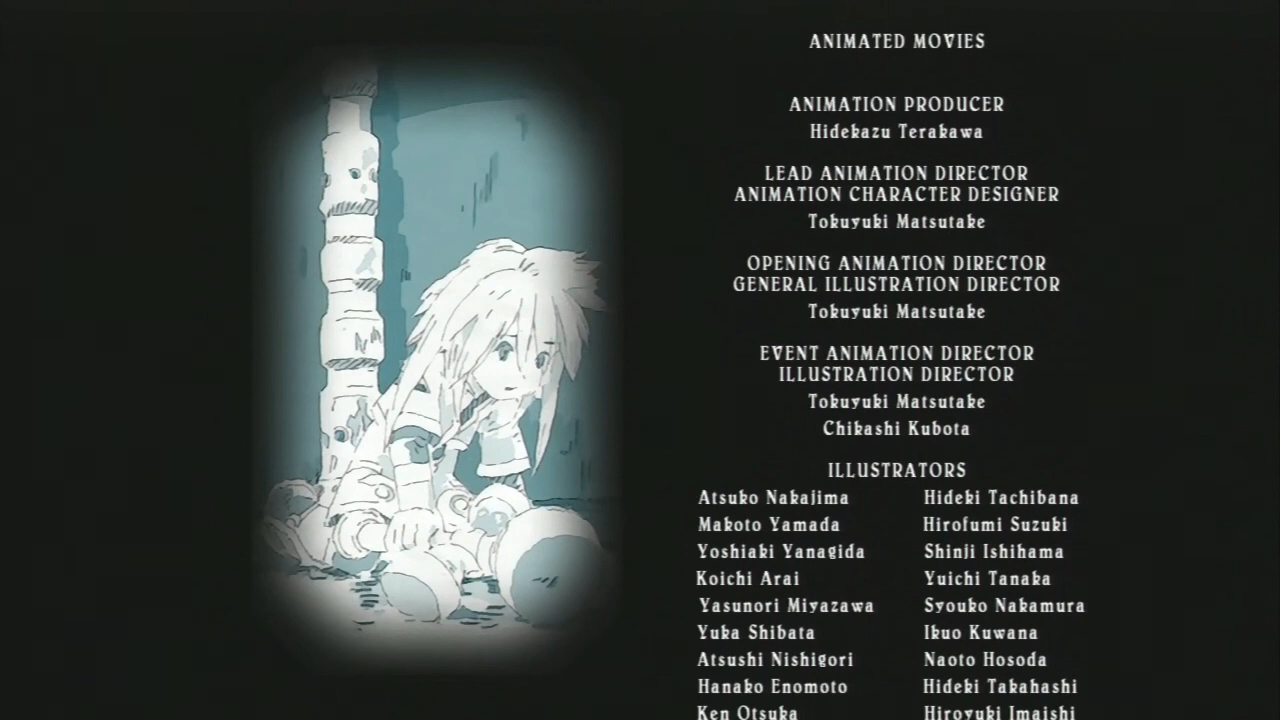 ANIMATED MOVIES
ANIMATION PRODUCER
Hidekazu Terakawa
LEAD ANIMATION DIRECTOR
ANIMATION CHARACTER DESIGNER
Tokuyuki Matsutake
OPENING ANIMATION DIRECTOR
GENERAL ILLUSTRATION DIRECTOR
Tokuyuki Matsutake
EVENT ANIMATION DIRECTOR
ILLUSTRATION DIRECTOR
Tokuyuki Matsutake
Chikashi Kubota
ILLUSTRATORS
Atsuko Nakajima Hideki Tachibana
Makoto Yamada Hirofumi Suzuki
Yoshiaki Yanagida Shinji Ishihama
Koichi Arai Yuichi Tanaka
Yasunori Miyazawa Syouko Nakamura
Yuka Shibata Ikuo Kuwana
Atsushi Nishigori Naoto Hosoda
Hanako Enomoto Hideki Takahashi
Ken Otsuka Hiroyuki Imaishi